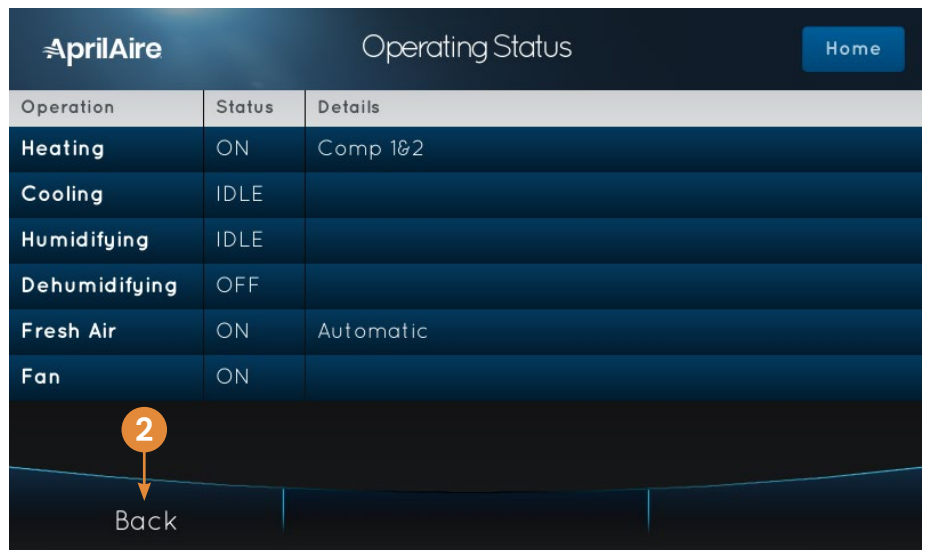 AprilAire Operating Status Home
Operation Status Details
Heating ON Comp 1&2
Cooling IDLE
Humidifying IDLE
Dehumidifying OFF
Fresh Air ON Automatic
Fan ON
2
Back